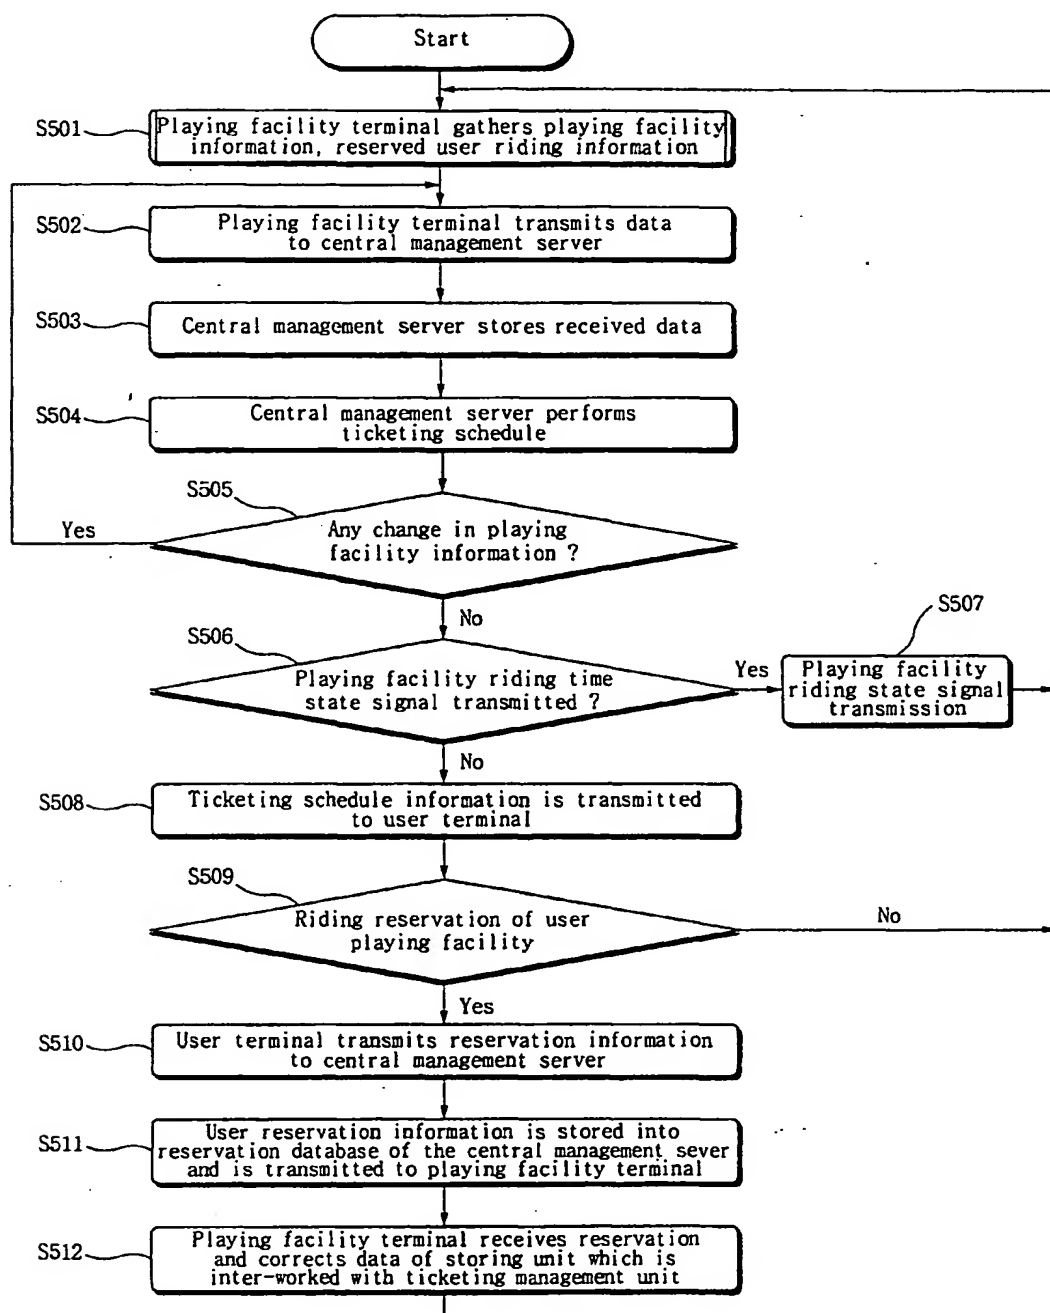 Start
S501
Playing facility terminal gathers playing facility
information, reserved user riding information
S502
Playing facility terminal transmits data
to central management server
S503
Central management server stores received data
S504
Central management server performs
ticketing schedule
S505
Yes
Any change in playing
facility information ?
No
S506
Playing facility riding time
state signal transmitted ?
Yes
S507
Playing facility
riding state signal
transmission
No
S508
Ticketing schedule information is transmitted
to user terminal
S509
Riding reservation of user
playing facility
No
Yes
S510
User terminal transmits reservation information
to central management server
S511
User reservation information is stored into
reservation database of the central management sever
and is transmitted to playing facility terminal
S512
Playing facility terminal receives reservation
and corrects data of storing unit which is
inter-worked with ticketing management unit